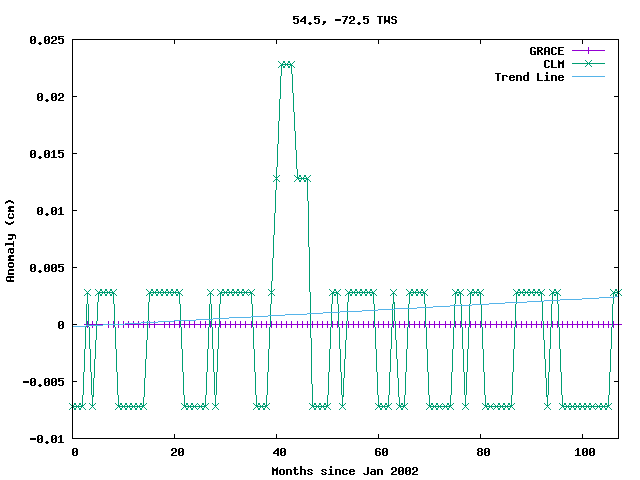 54.5, -72.5 TWS
GRACE
CLM
Trend Line
0.025
0.02
0.015
0.01
0.005
0
-0.005
-0.01
Anomaly (cm)
0 20 40 60 80 100
Months since Jan 2002